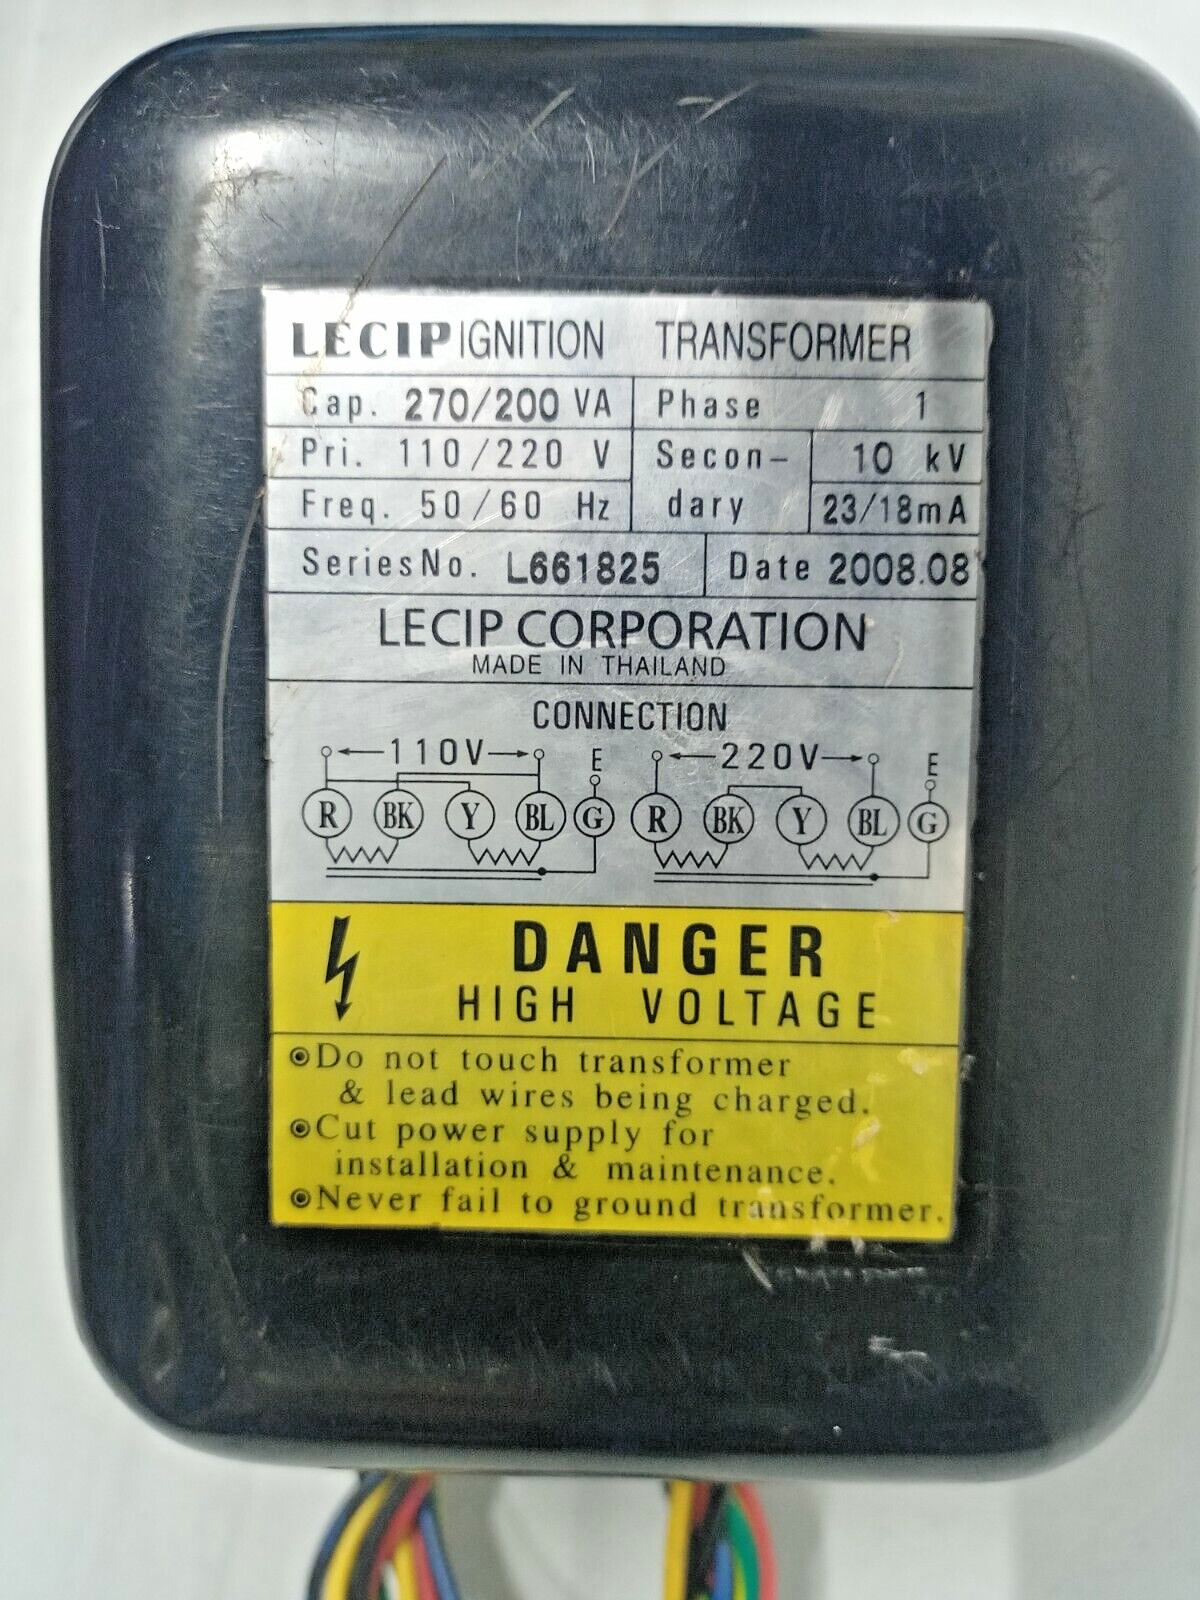 LECIP IGNITION TRANSFORMER
Cap. 270/200 VA Phase 1
Pri. 110/220 V Secon- 10 kV
Freq. 50/60 Hz dary 23/18mA
Series No. L661825 Date 2008.08
LECIP CORPORATION
MADE IN THAILAND
CONNECTION
110V E 220V E
R BK Y BL G R BK Y BL G
DANGER
HIGH VOLTAGE
◉Do not touch transformer
& lead wires being charged.
◉Cut power supply for
installation & maintenance.
◉Never fail to ground transformer.